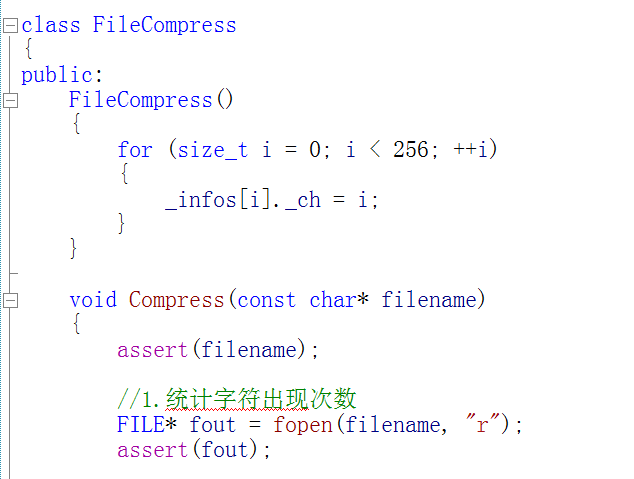 class FileCompress
{
public:
    FileCompress()
    {
        for (size_t i = 0; i < 256; ++i)
        {
            _infos[i]._ch = i;
        }
    }
    void Compress(const char* filename)
    {
        assert(filename);
        //1.统计字符出现次数
        FILE* fout = fopen(filename, "r");
        assert(fout);